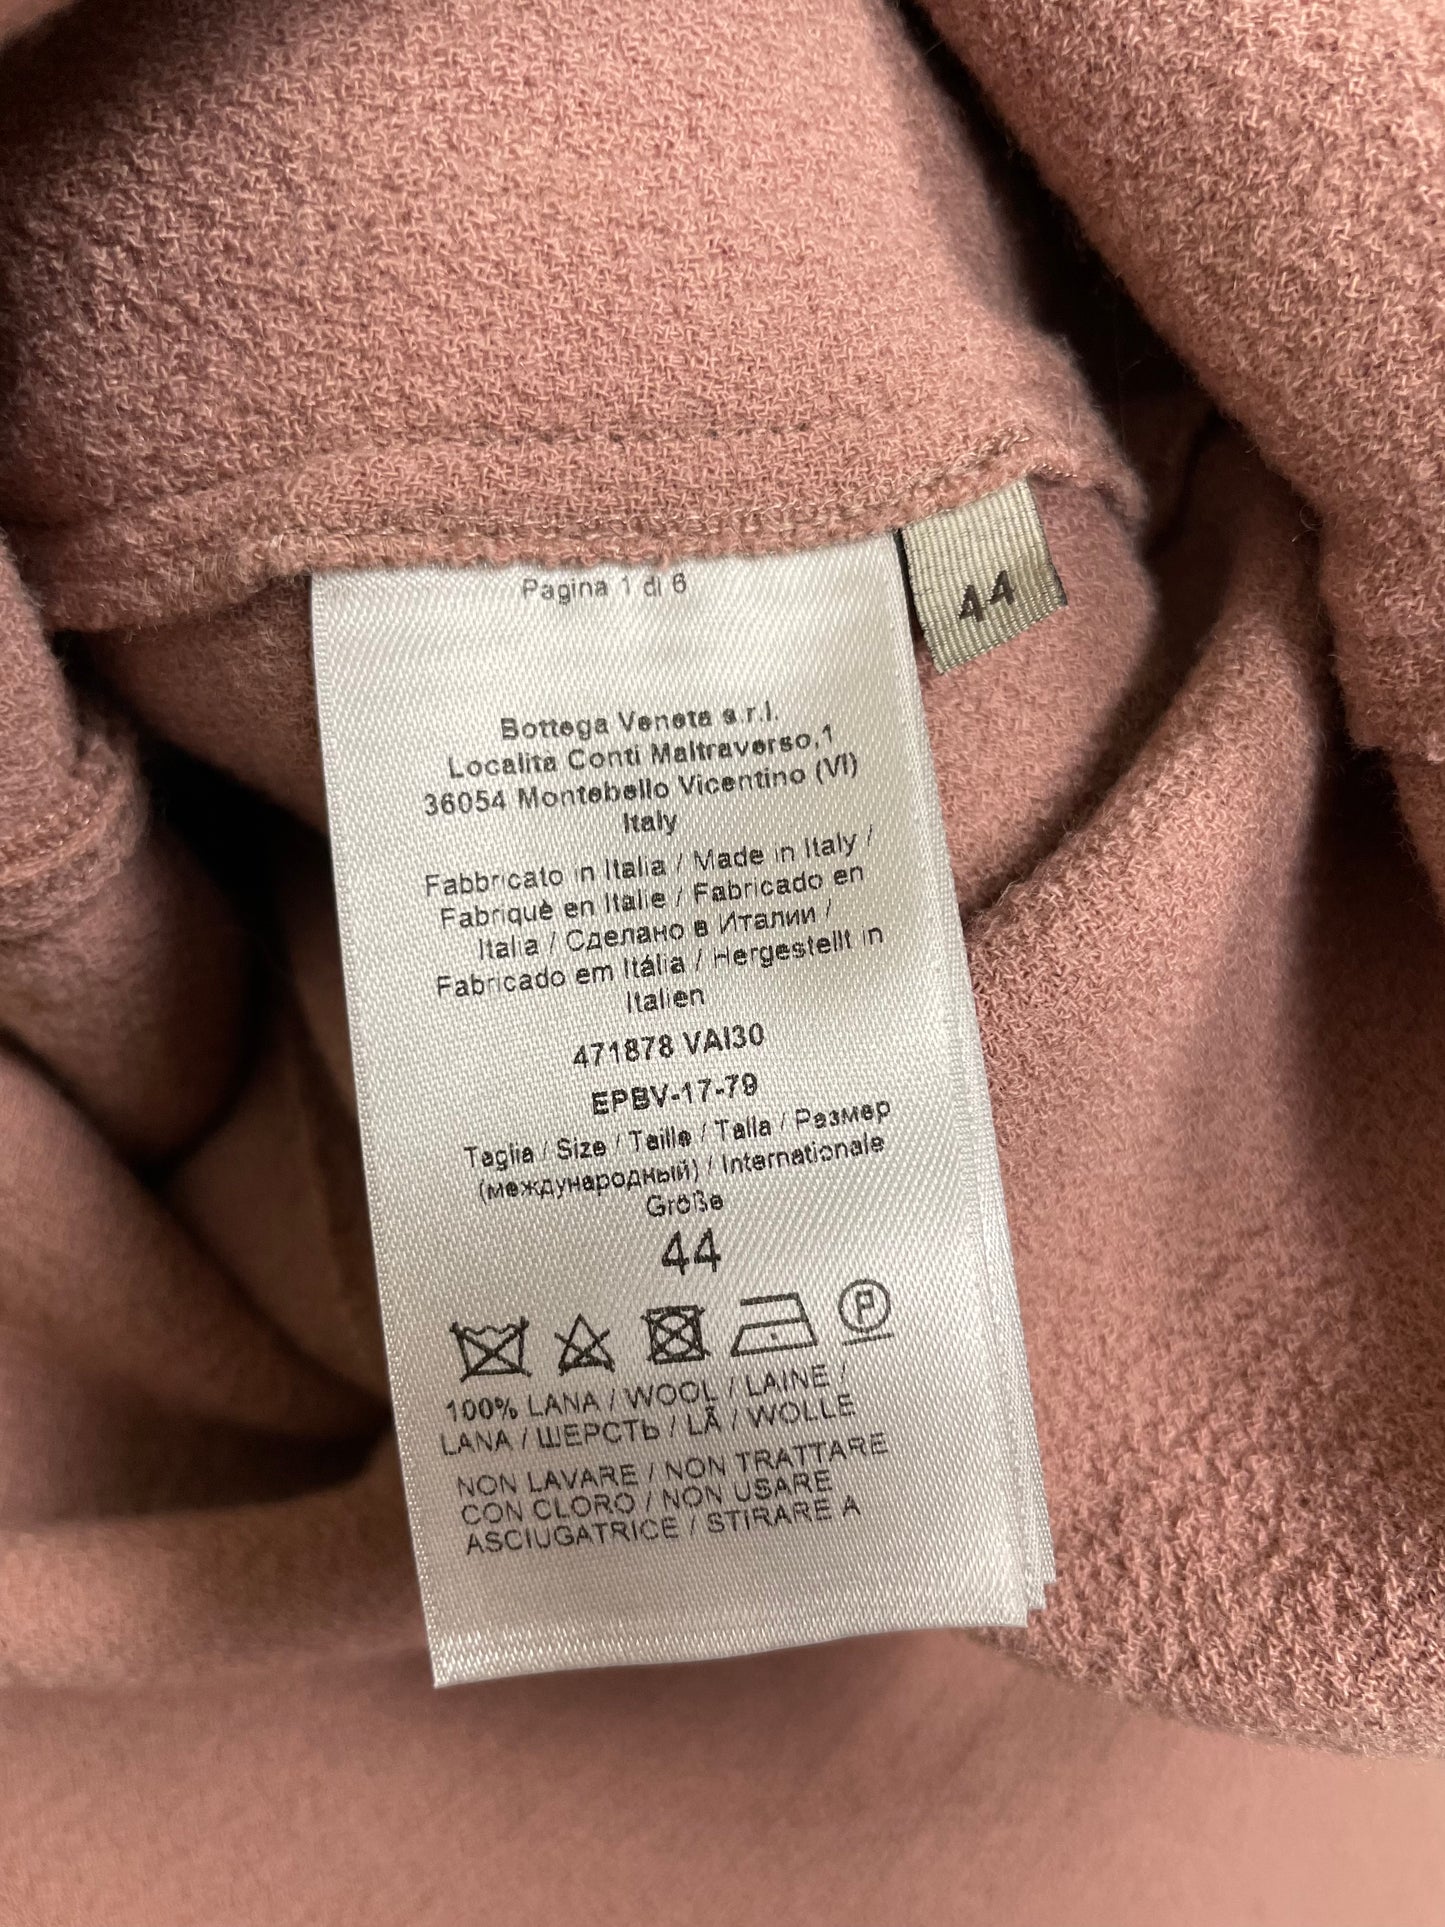 Pagina 1 di 6
44
Bottega Veneta s.r.l.
Località Conti Maltraverso,1
36054 Montebello Vicentino (VI)
Italy
Fabbricato in Italia / Made in Italy /
Fabriquè en Italie / Fabricado en
Italia / Сделано в Италии /
Fabricado em Itália / Hergestellt in
Italien
471878 VAI30
EPBV-17-79
Taglia / Size / Taille / Talla / Размер
(международный) / Internationale
Größe
44
P
100% LANA / WOOL / LAINE /
LANA / ШЕРСТЬ / LÃ / WOLLE
NON LAVARE / NON TRATTARE
CON CLORO / NON USARE
ASCIUGATRICE / STIRARE A